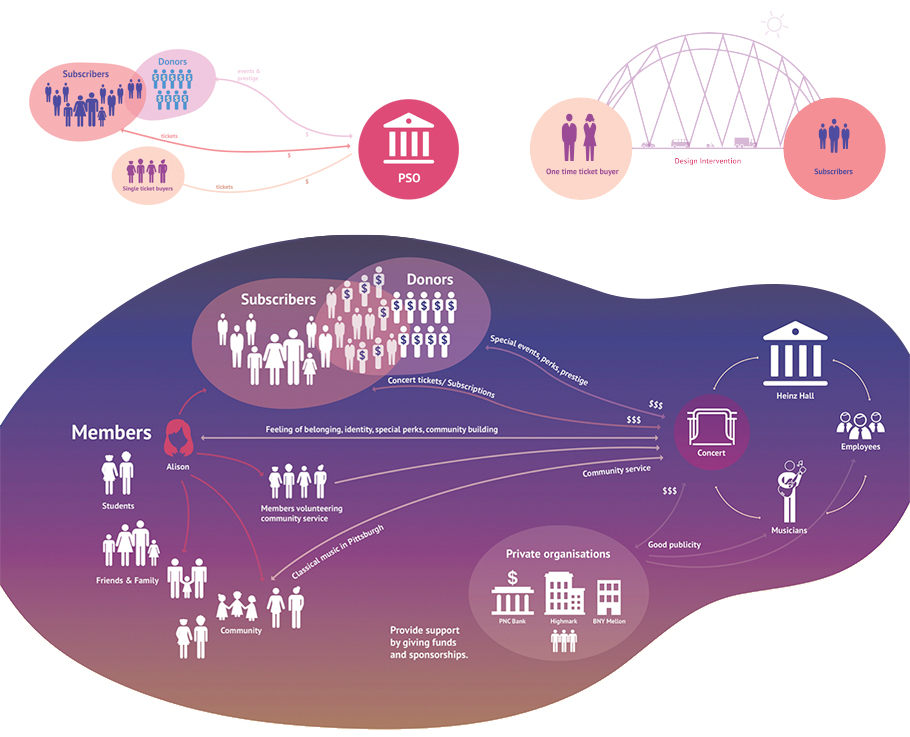 Subscribers
Donors
events &
prestige
$
tickets
$
PSO
Single ticket buyers
tickets
$
One time ticket buyer
Design Intervention
Subscribers
Subscribers
Donors
Special events, perks, prestige
$$$
Concert tickets/ Subscriptions
$$$
Heinz Hall
Members
Feeling of belonging, identity, special perks, community building
Concert
Employees
Alison
Community service
Students
Members volunteering
community service
$$$
Musicians
Classical music in Pittsburgh
Good publicity
Friends & Family
Private organisations
$
PNC Bank
Highmark
BNY Mellon
Community
Provide support
by giving funds
and sponsorships.